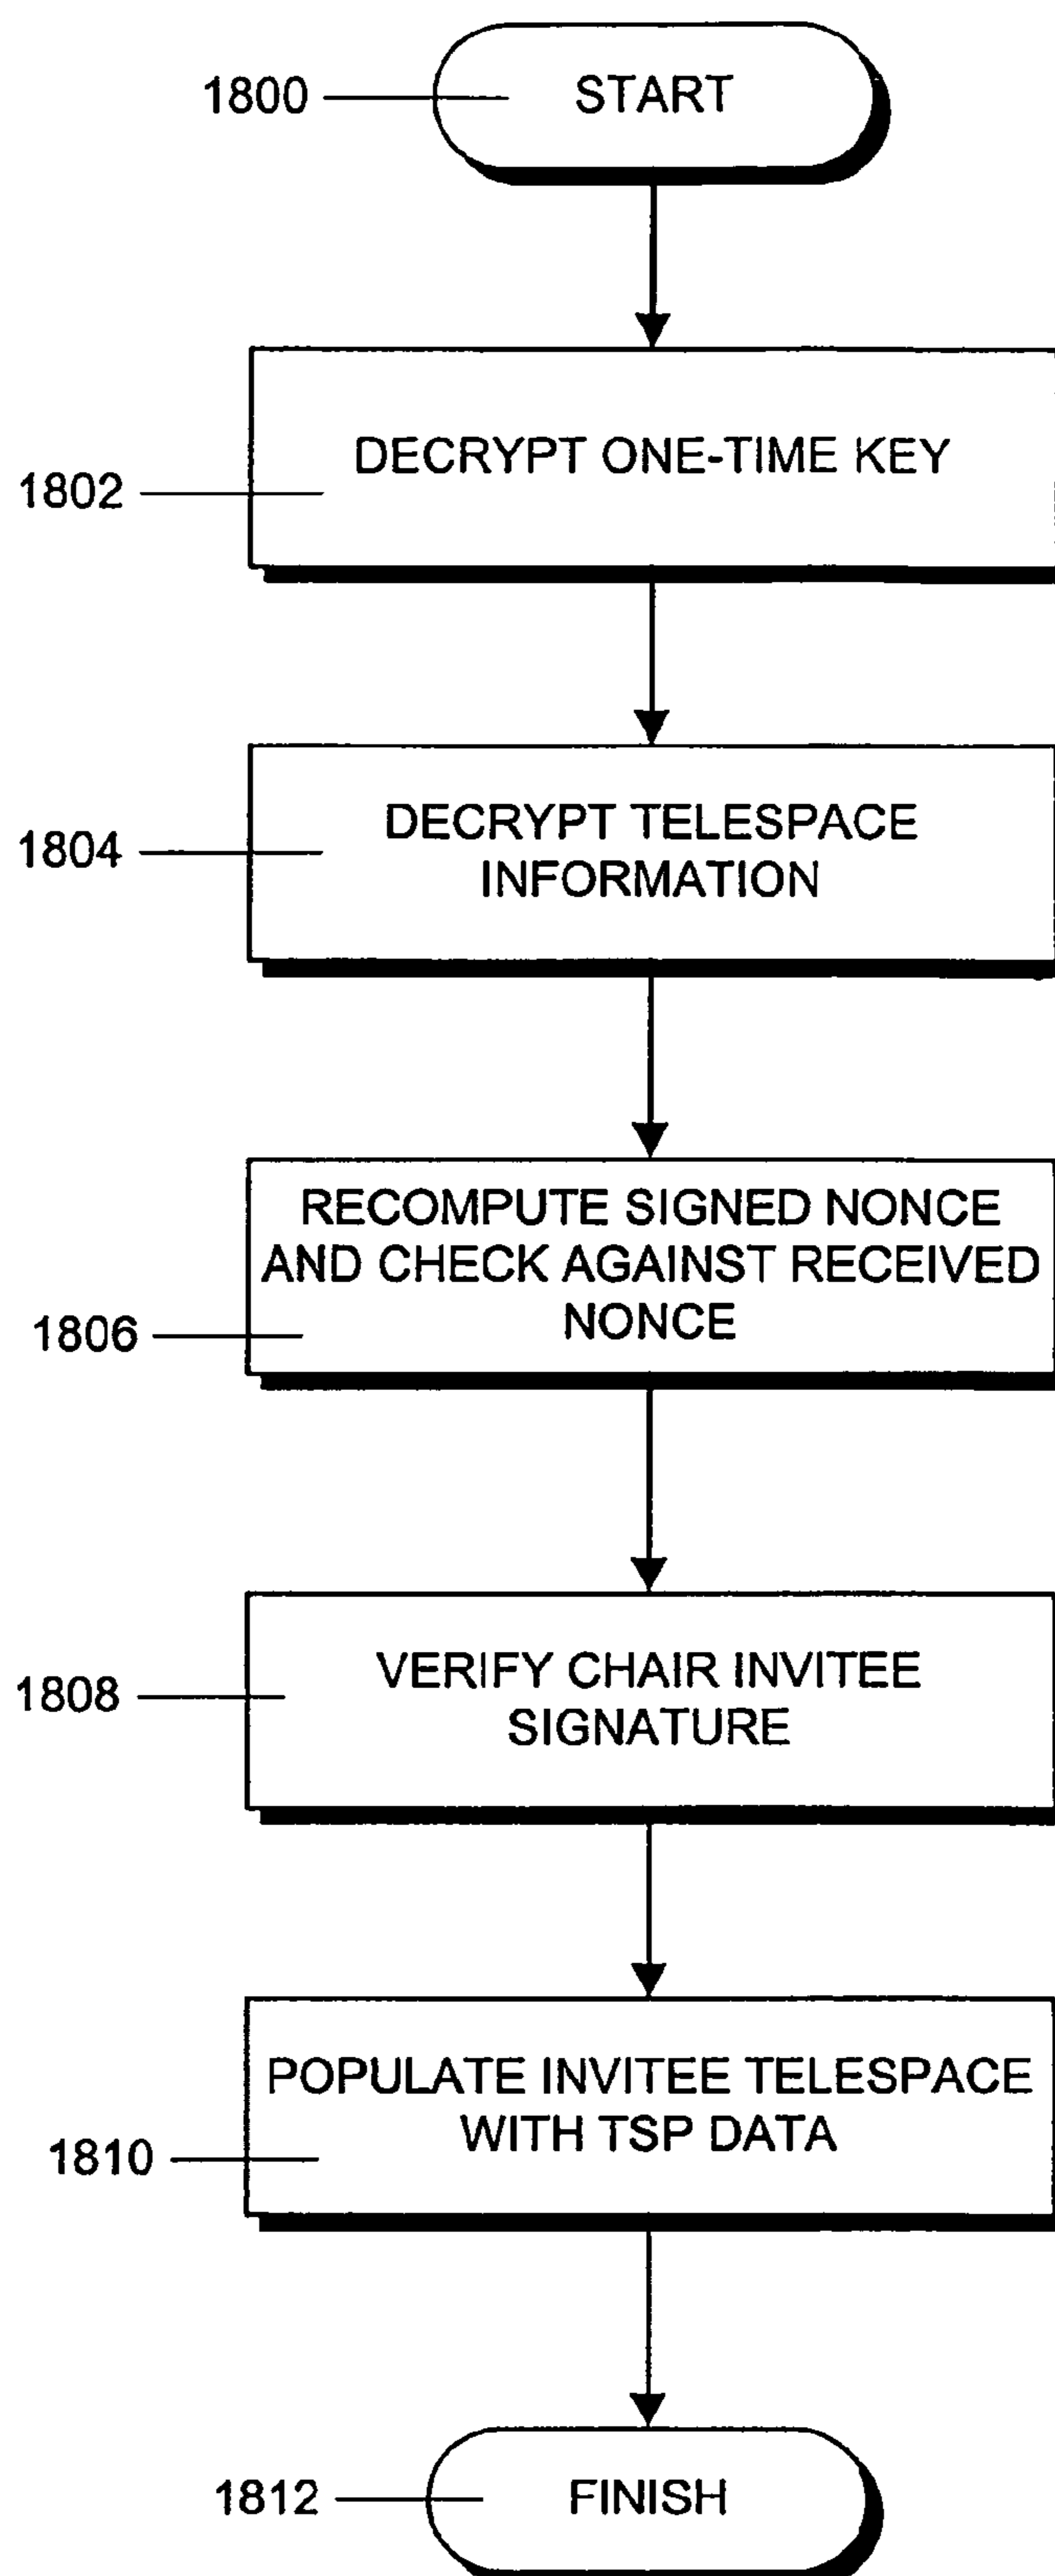 1800
START
DECRYPT ONE-TIME KEY
1802
DECRYPT TELESPACE
INFORMATION
1804
RECOMPUTE SIGNED NONCE
AND CHECK AGAINST RECEIVED
NONCE
1806
VERIFY CHAIR INVITEE
SIGNATURE
1808
POPULATE INVITEE TELESPACE
WITH TSP DATA
1810
1812
FINISH